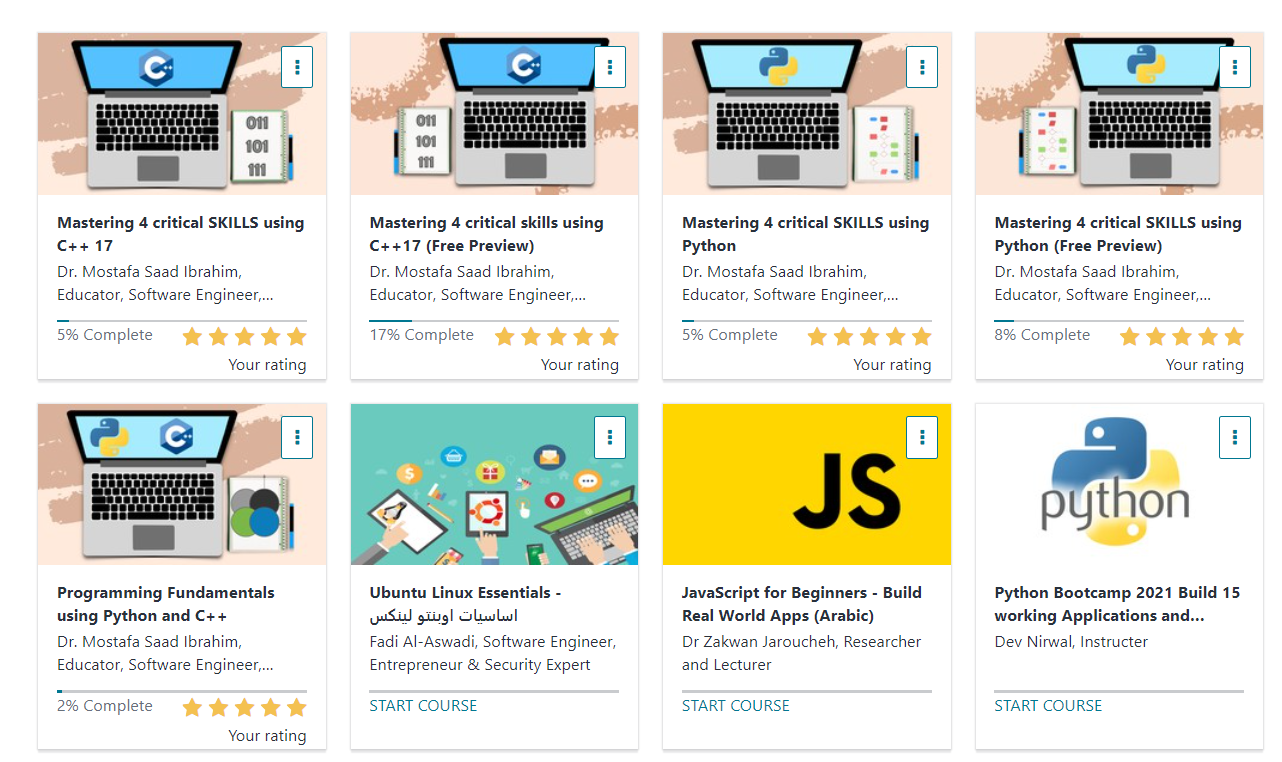 011
101
111
011
101
111
Mastering 4 critical SKILLS using
C++ 17
Dr. Mostafa Saad Ibrahim,
Educator, Software Engineer,...
5% Complete
Your rating
Mastering 4 critical skills using
C++17 (Free Preview)
Dr. Mostafa Saad Ibrahim,
Educator, Software Engineer,...
17% Complete
Your rating
Mastering 4 critical SKILLS using
Python
Dr. Mostafa Saad Ibrahim,
Educator, Software Engineer,...
5% Complete
Your rating
Mastering 4 critical SKILLS using
Python (Free Preview)
Dr. Mostafa Saad Ibrahim,
Educator, Software Engineer,...
8% Complete
Your rating
Programming Fundamentals
using Python and C++
Dr. Mostafa Saad Ibrahim,
Educator, Software Engineer,...
2% Complete
Your rating
Ubuntu Linux Essentials -
اساسيات اوبنتو لينكس
Fadi Al-Aswadi, Software Engineer,
Entrepreneur & Security Expert
START COURSE
JS
JavaScript for Beginners - Build
Real World Apps (Arabic)
Dr Zakwan Jaroucheh, Researcher
and Lecturer
START COURSE
python
Python Bootcamp 2021 Build 15
working Applications and...
Dev Nirwal, Instructer
START COURSE